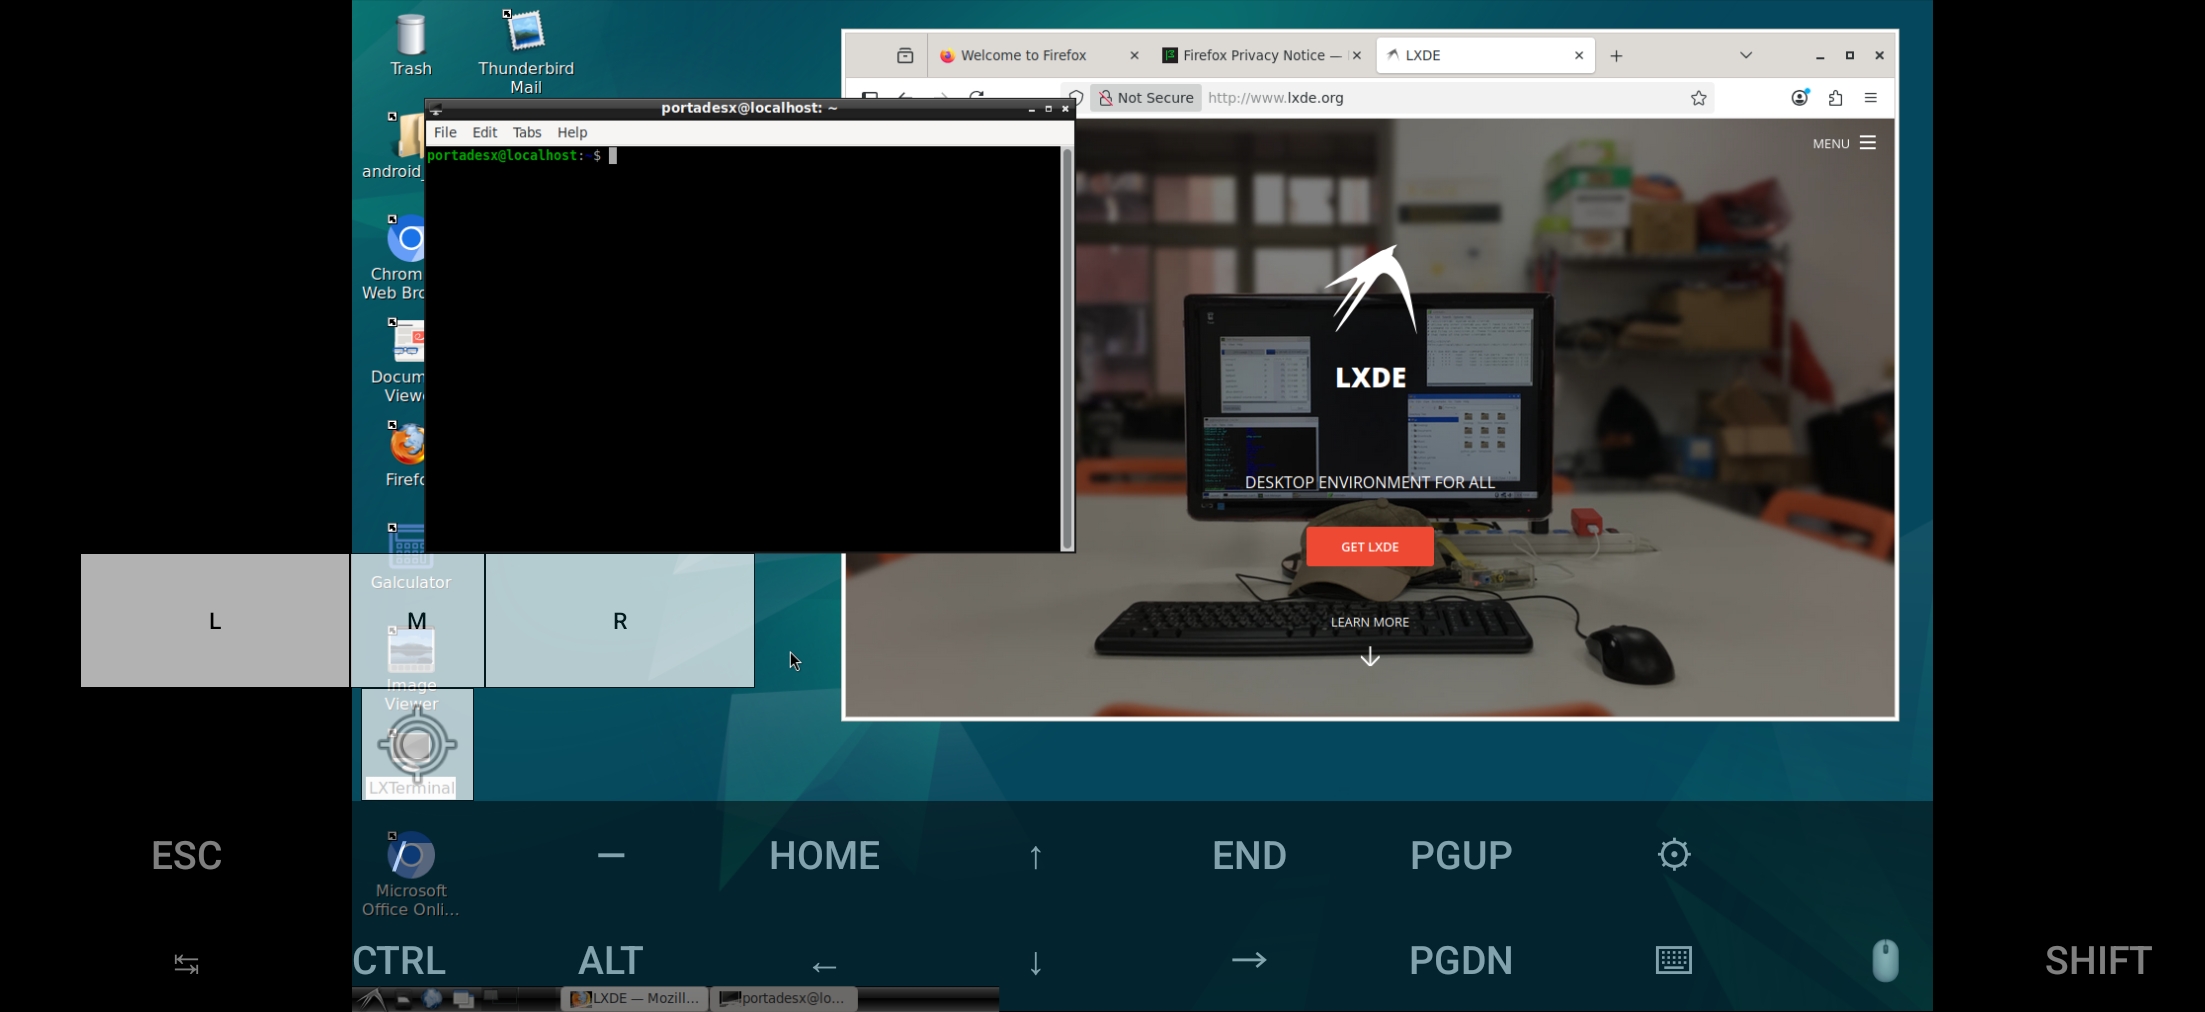 Trash
Thunderbird
Mail
android_
Chrom
Web Bro
Docum
Viewe
Firefo
Galculator
Image
Viewer
LXTerminal
Microsoft
Office Onli...
Welcome to Firefox
Firefox Privacy Notice —
LXDE
Not Secure
http://www.lxde.org
portadesx@localhost: ~
File Edit Tabs Help
portadesx@localhost:~$
MENU
LXDE
DESKTOP ENVIRONMENT FOR ALL
GET LXDE
LEARN MORE
L M R
ESC / — HOME ↑ END PGUP
CTRL ALT ← ↓ → PGDN SHIFT
LXDE — Mozill...
portadesx@lo...